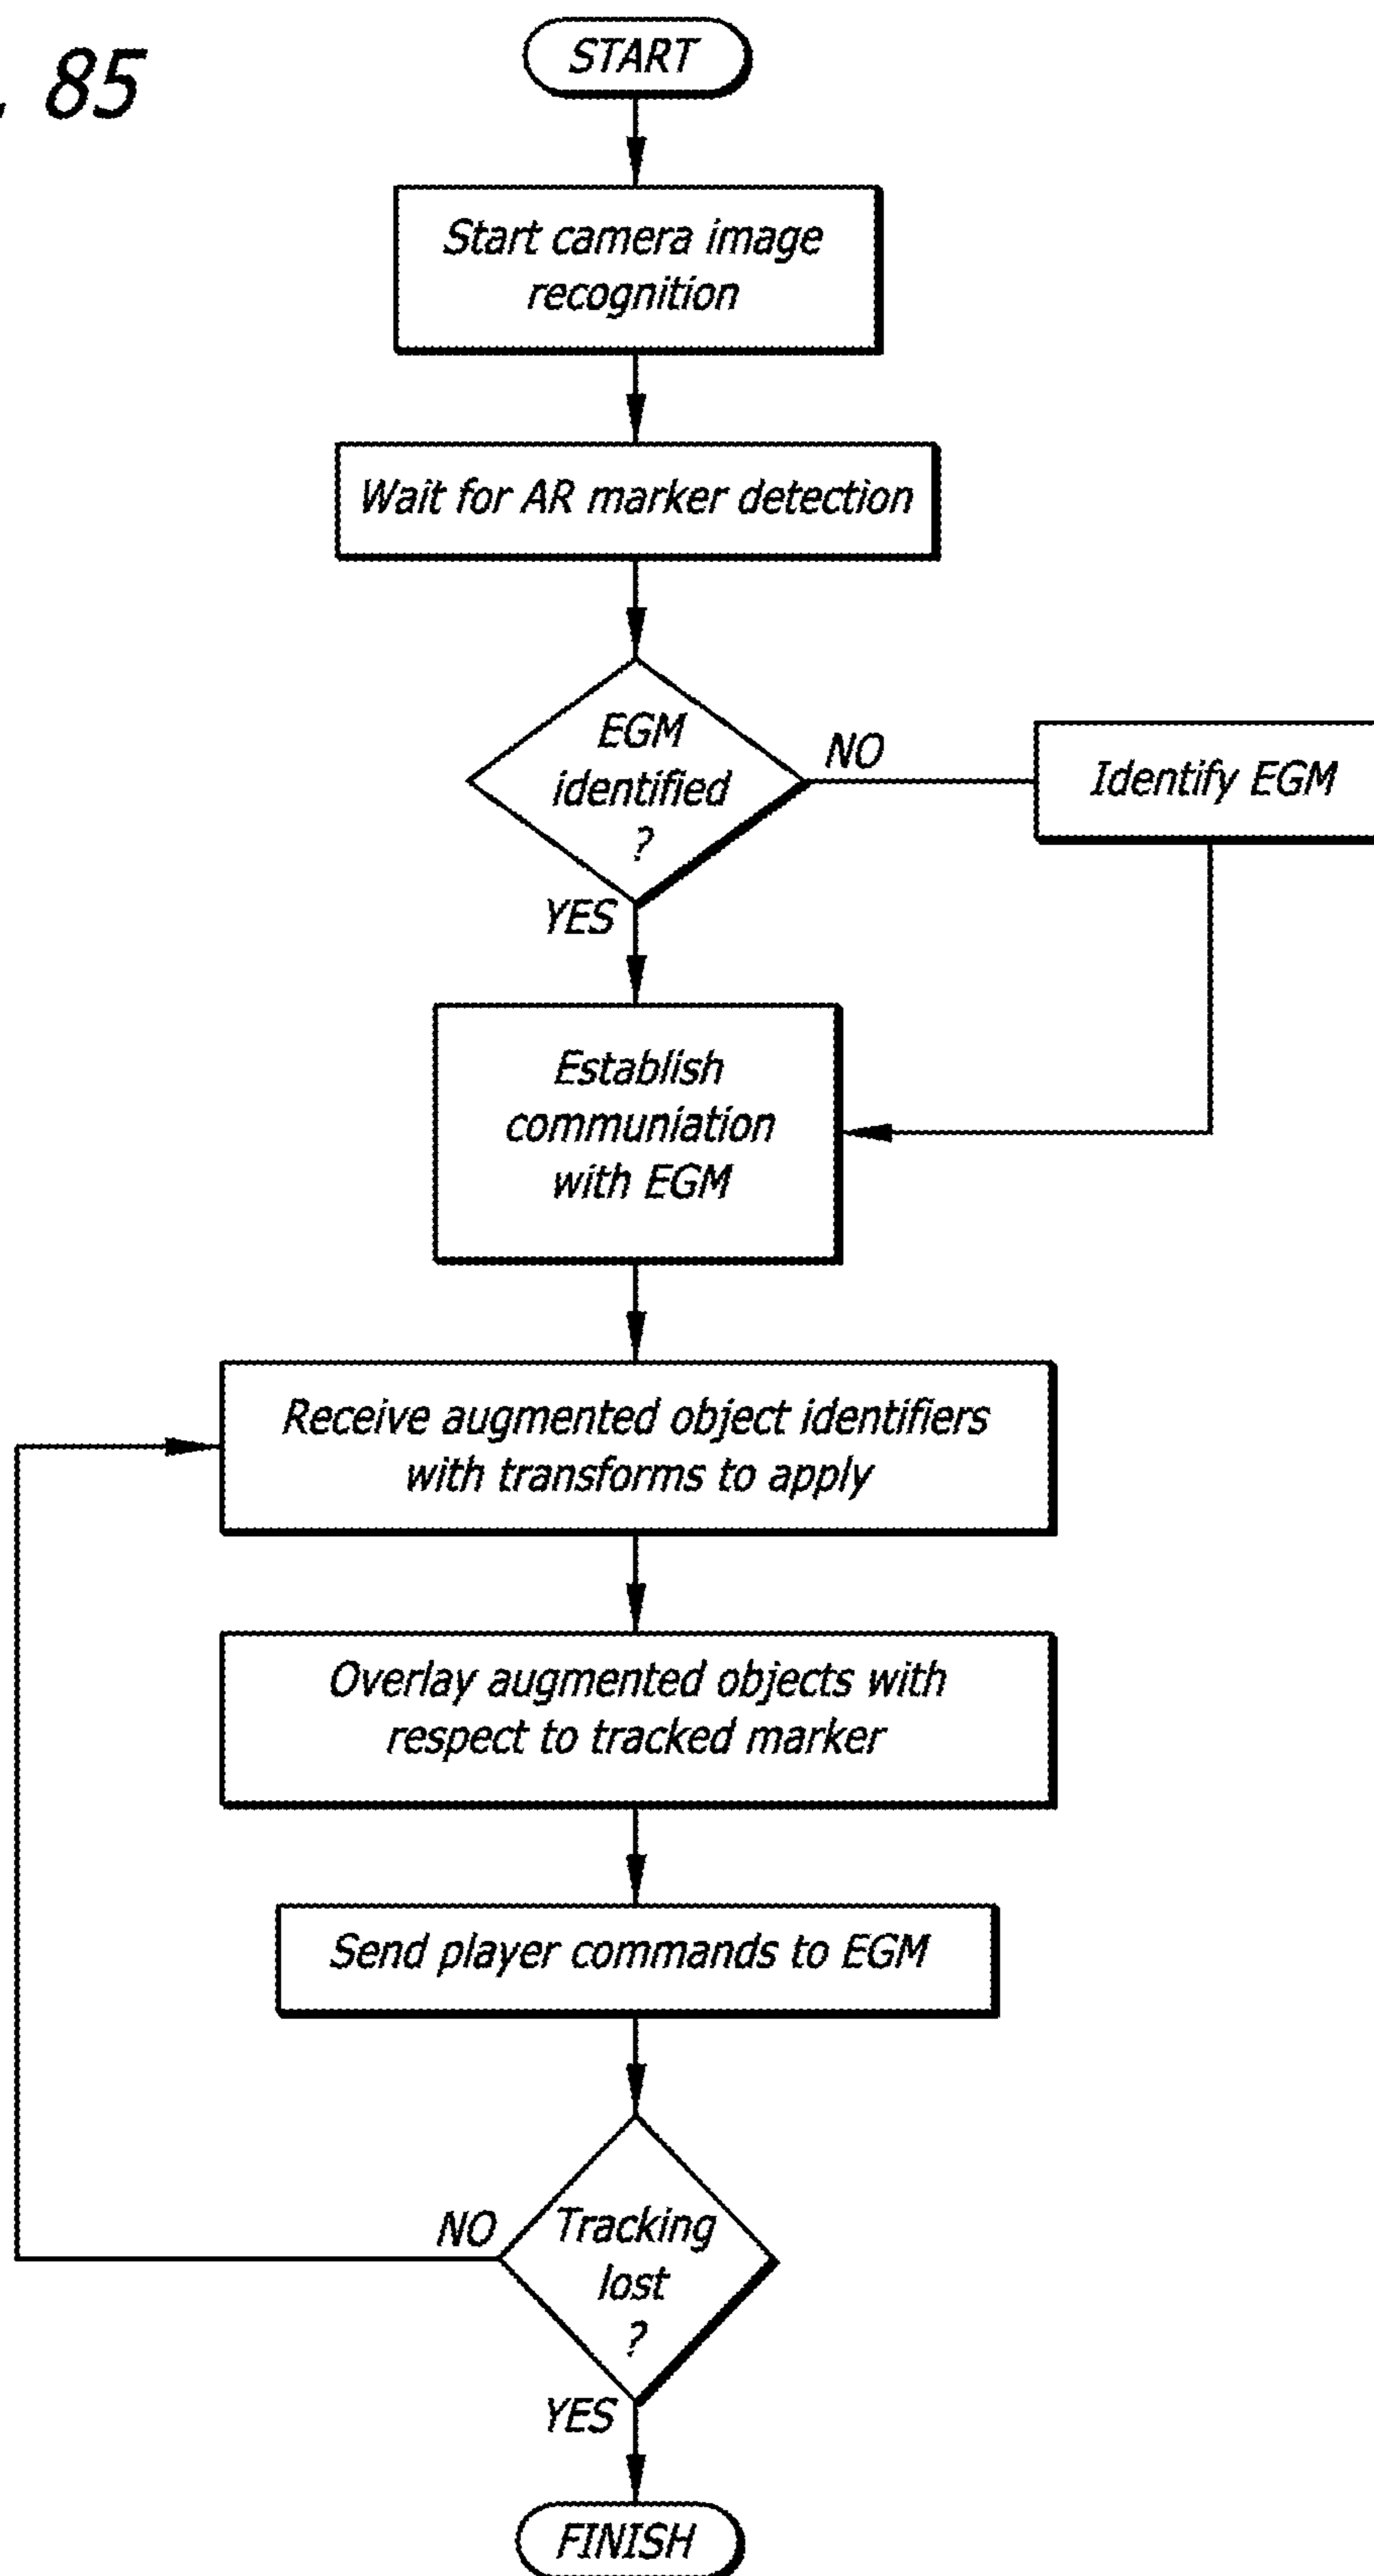 . 85
START
Start camera image
recognition
Wait for AR marker detection
EGM
identified
?
NO
Identify EGM
YES
Establish
communiation
with EGM
Receive augmented object identifiers
with transforms to apply
Overlay augmented objects with
respect to tracked marker
Send player commands to EGM
NO
Tracking
lost
?
YES
FINISH